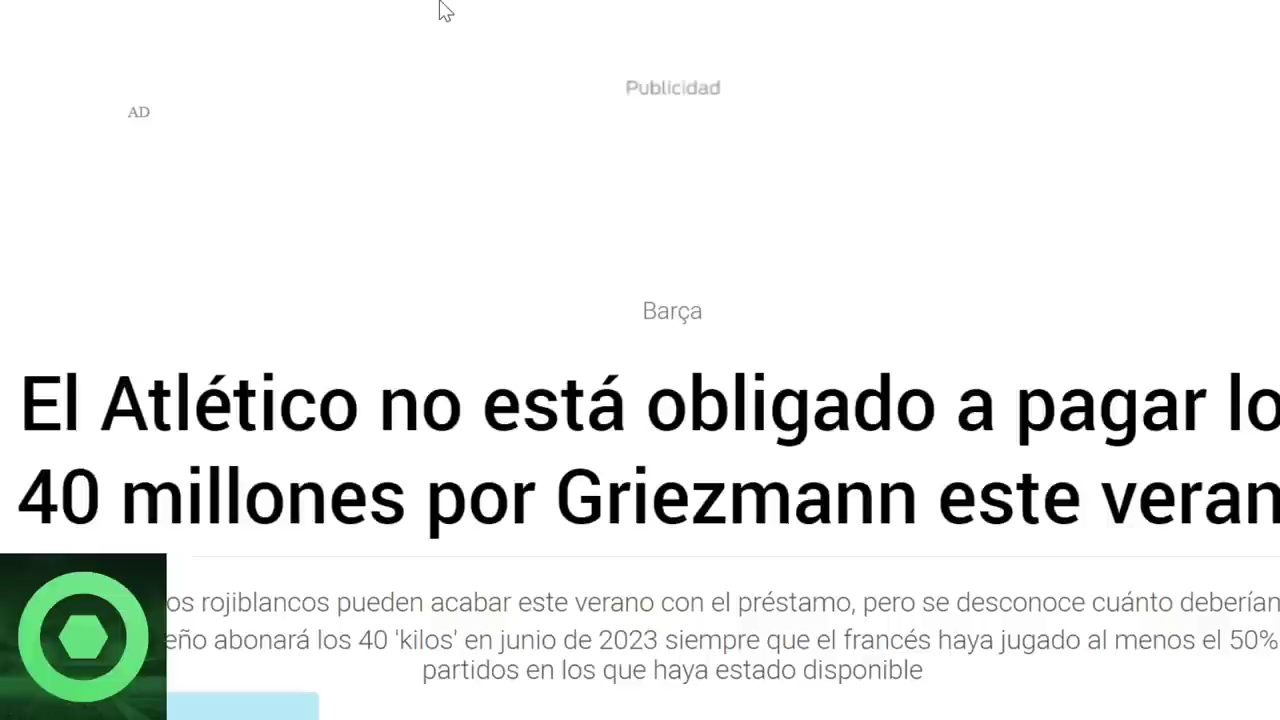 Publicidad
AD
Barça
El Atlético no está obligado a pagar lo
40 millones por Griezmann este veran
os rojiblancos pueden acabar este verano con el préstamo, pero se desconoce cuánto deberían
eño abonará los 40 'kilos' en junio de 2023 siempre que el francés haya jugado al menos el 50%
partidos en los que haya estado disponible